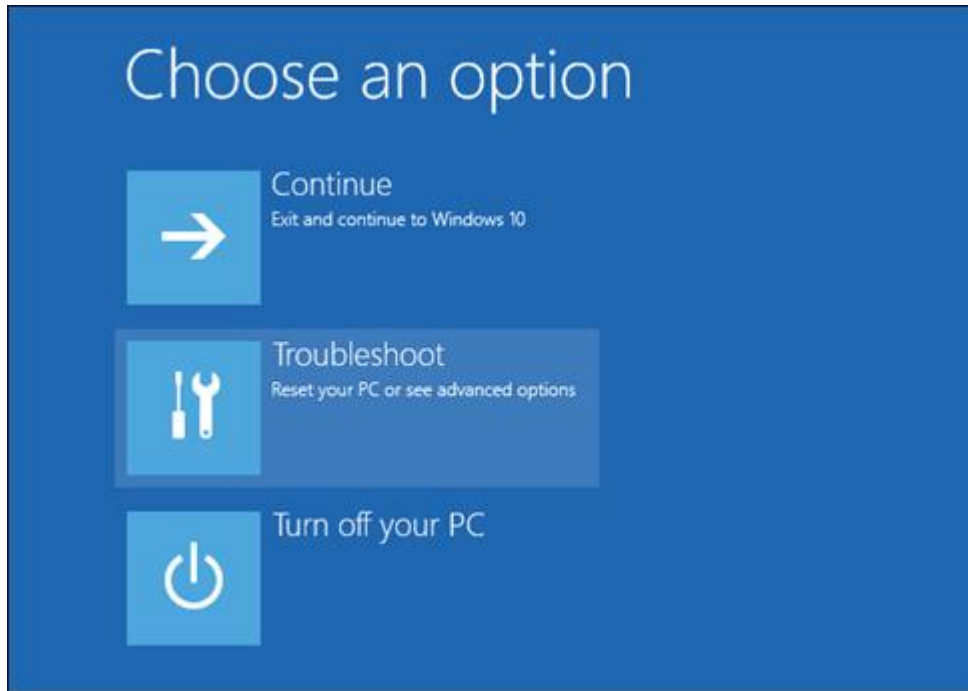 Choose an option
Continue
Exit and continue to Windows 10
Troubleshoot
Reset your PC or see advanced options
Turn off your PC